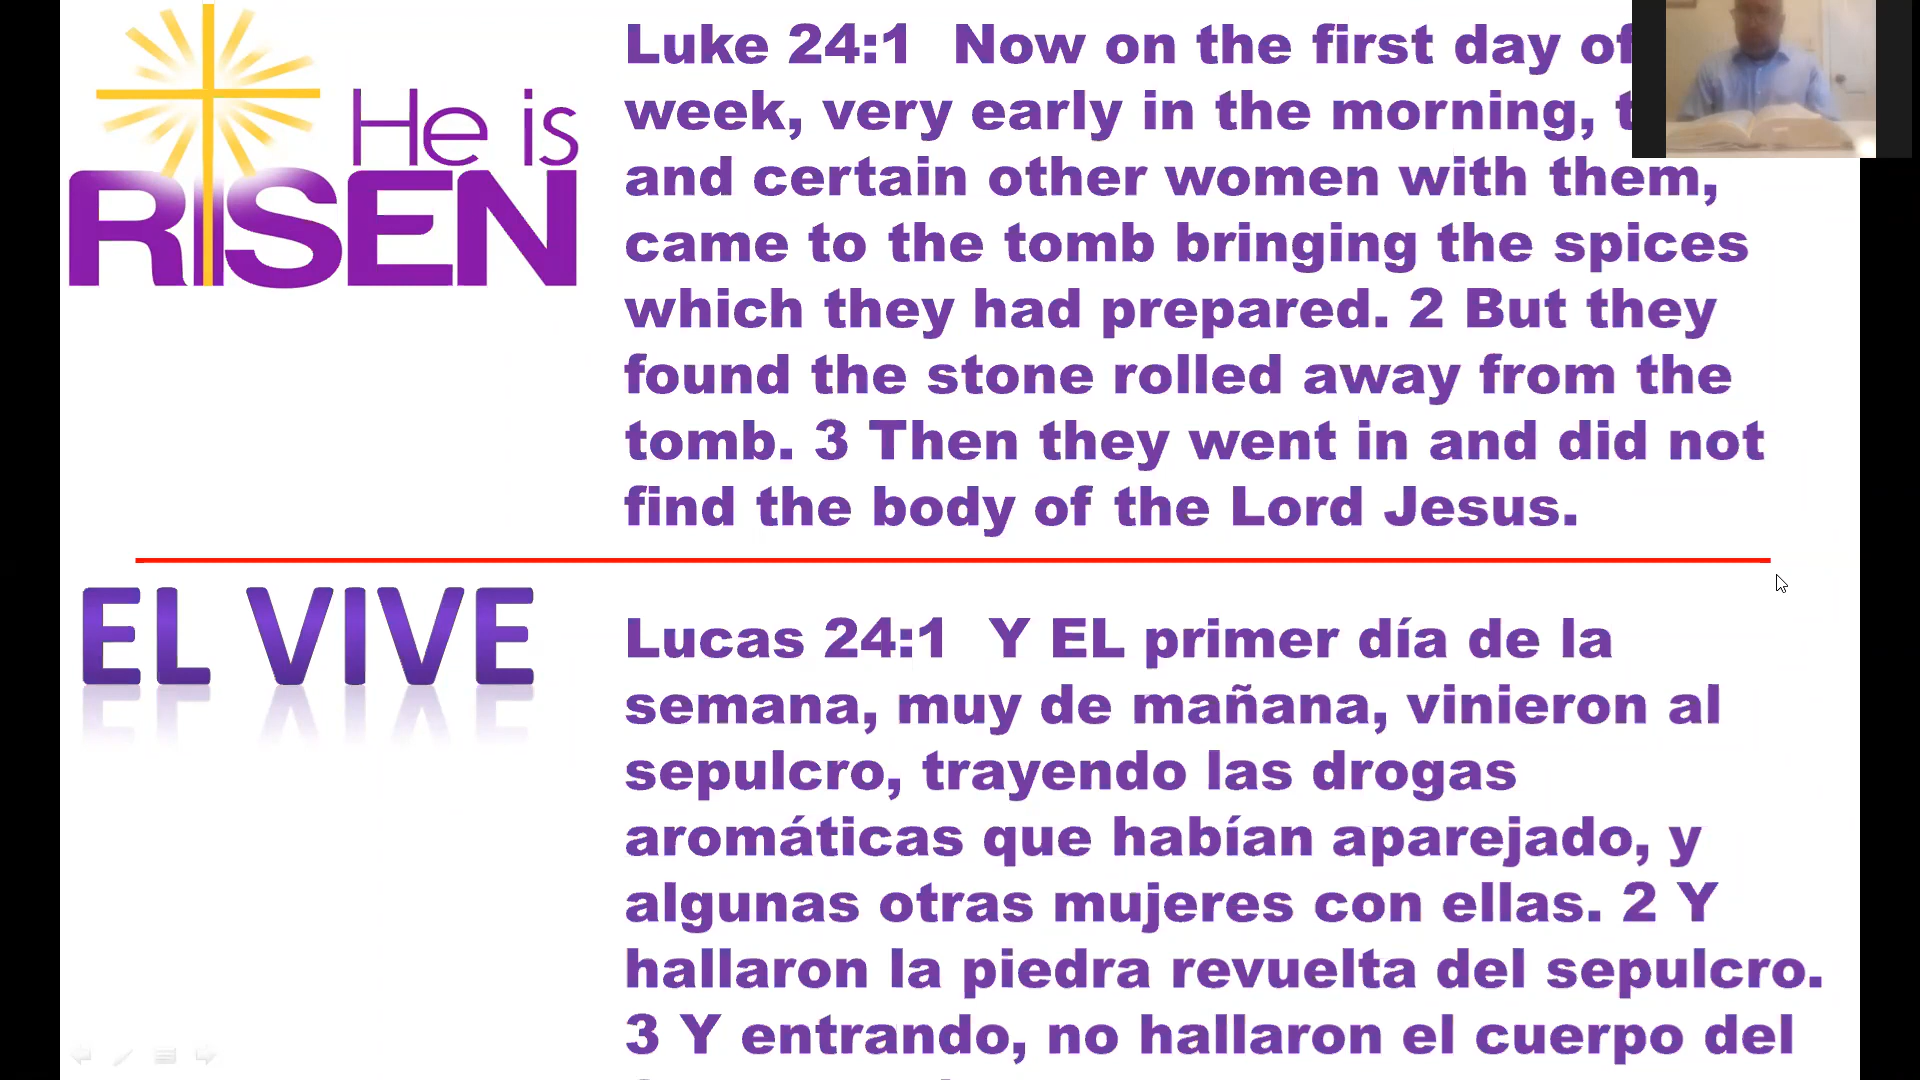 He is
RISEN
Luke 24:1 Now on the first day of
week, very early in the morning,
and certain other women with them,
came to the tomb bringing the spices
which they had prepared. 2 But they
found the stone rolled away from the
tomb. 3 Then they went in and did not
find the body of the Lord Jesus.
EL VIVE
Lucas 24:1 Y EL primer día de la
semana, muy de mañana, vinieron al
sepulcro, trayendo las drogas
aromáticas que habían aparejado, y
algunas otras mujeres con ellas. 2 Y
hallaron la piedra revuelta del sepulcro.
3 Y entrando, no hallaron el cuerpo del